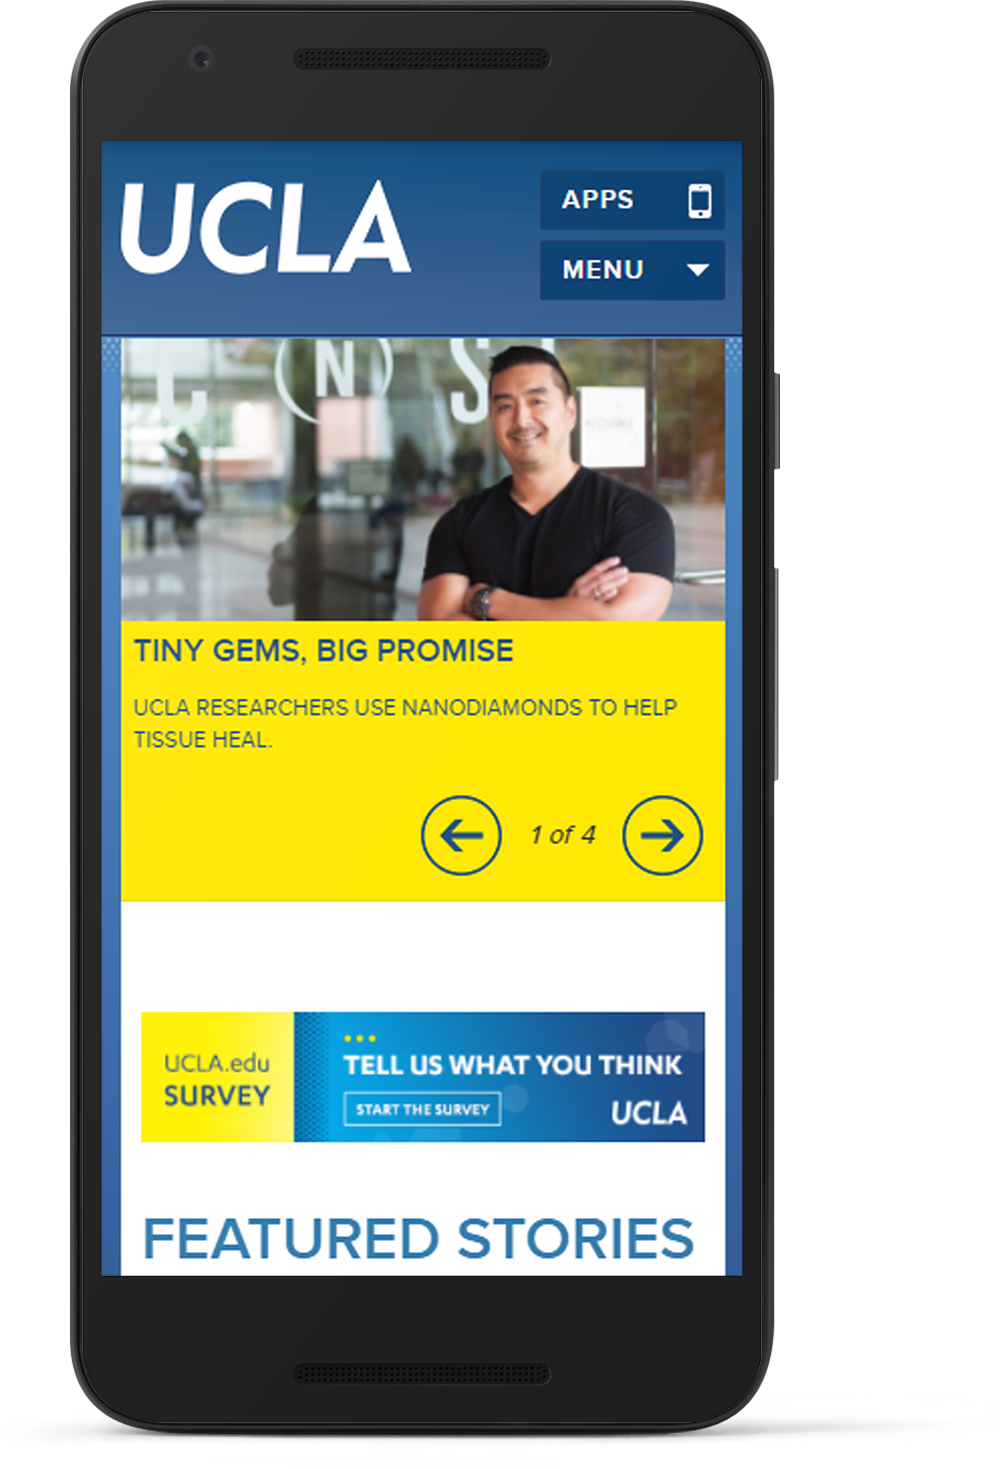 UCLA
APPS
MENU
C N S
TINY GEMS, BIG PROMISE
UCLA RESEARCHERS USE NANODIAMONDS TO HELP
TISSUE HEAL.
1 of 4
UCLA.edu
SURVEY
TELL US WHAT YOU THINK
START THE SURVEY
UCLA
FEATURED STORIES